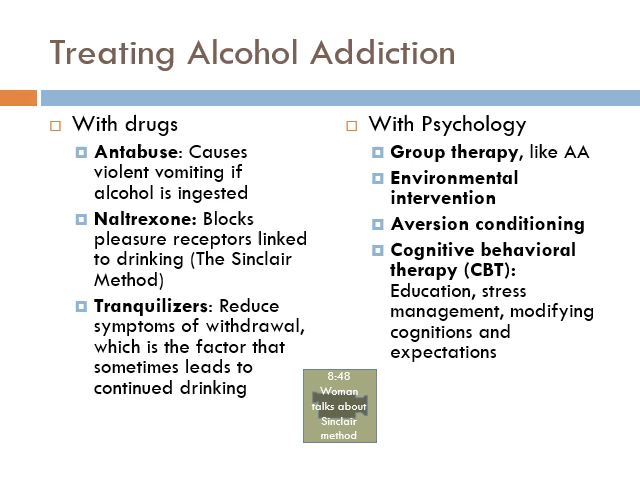 Treating Alcohol Addiction
With drugs
Antabuse: Causes
violent vomiting if
alcohol is ingested
Naltrexone: Blocks
pleasure receptors linked
to drinking (The Sinclair
Method)
Tranquilizers: Reduce
symptoms of withdrawal,
which is the factor that
sometimes leads to
continued drinking
With Psychology
Group therapy, like AA
Environmental
intervention
Aversion conditioning
Cognitive behavioral
therapy (CBT):
Education, stress
management, modifying
cognitions and
expectations
8:48
Woman
talks about
Sinclair
method